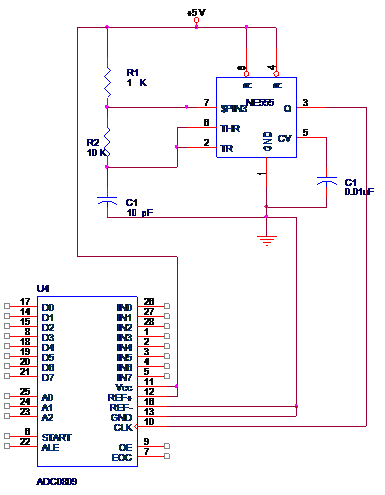 +5V
R1
1 K
8
4
R
R
NE555
7
$PIN3
Q
3
R2
10 K
6
THR
CV
5
2
TR
GND
1
C1
10 pF
C1
0.01uF
U4
17
D0
IN0
26
14
D1
IN1
27
15
D2
IN2
28
8
D3
IN3
1
18
D4
IN4
2
19
D5
IN5
3
20
D6
IN6
4
21
D7
IN7
5
Vcc
11
25
A0
REF+
12
24
A1
REF-
16
23
A2
GND
13
CLK
10
6
START
22
ALE
OE
9
EOC
7
ADC0809